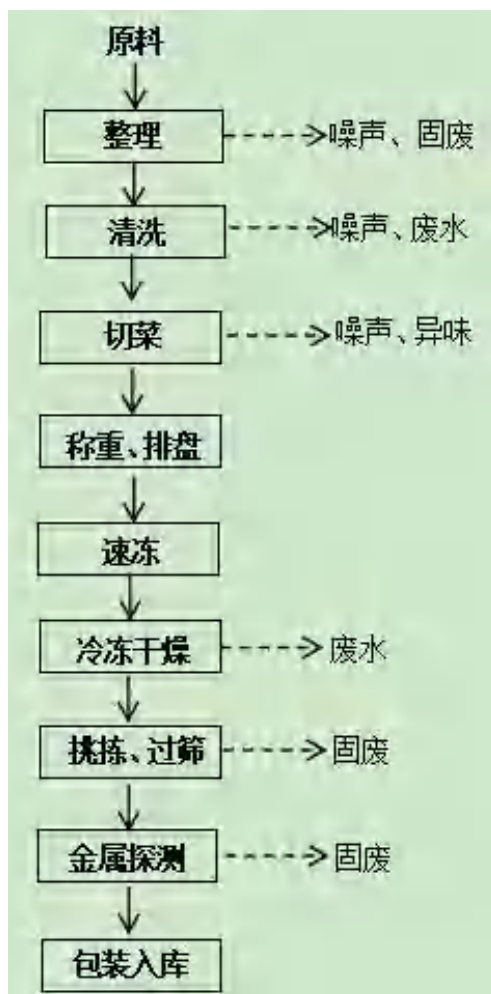 原料
整理 噪声、固废
清洗 噪声、废水
切菜 噪声、异味
称重、排盘
速冻
冷冻干燥 废水
挑拣、过筛 固废
金属探测 固废
包装入库